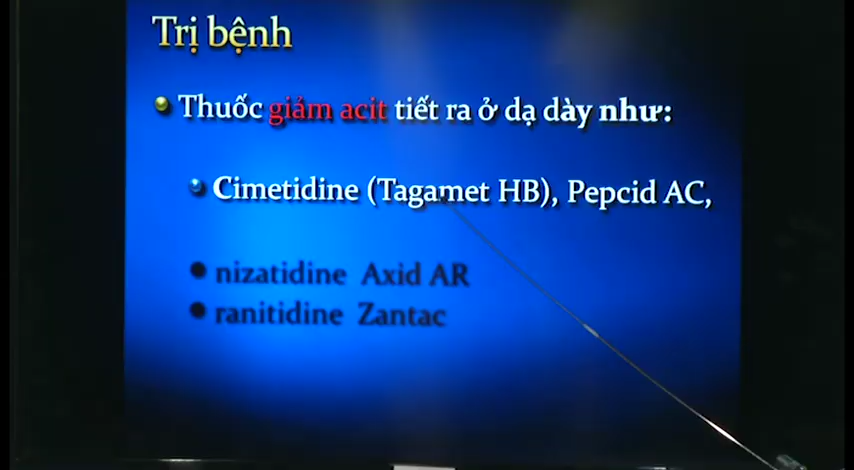 Trị bệnh
Thuốc giảm acit tiết ra ở dạ dày như:
Cimetidine (Tagamet HB), Pepcid AC,
nizatidine Axid AR
ranitidine Zantac